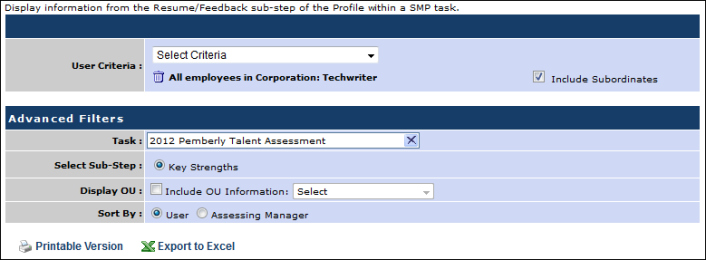 Display information from the Resume/Feedback sub-step of the Profile within a SMP task.
User Criteria :
Select Criteria
All employees in Corporation: Techwriter
Include Subordinates
Advanced Filters
Task : 2012 Pemberly Talent Assessment
Select Sub-Step : Key Strengths
Display OU : Include OU Information: Select
Sort By : User Assessing Manager
Printable Version Export to Excel